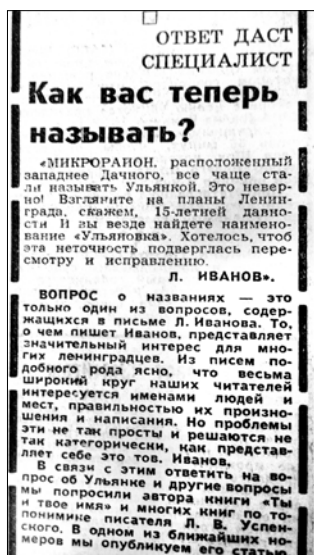 ОТВЕТ ДАСТ
СПЕЦИАЛИСТ
Как вас теперь
называть?
«МИКРОРАЙОН, расположенный
западнее Дачного, все чаще ста-
ли называть Ульянкой. Это невер-
но! Взгляните на планы Ленин-
града, скажем, 15-летней давно-
сти И вы везде найдете наимено-
вание «Ульяновка». Хотелось, чтоб
эта неточность подверглась пере-
смотру и исправлению.
Л. ИВАНОВ».
ВОПРОС о названиях — это
только один из вопросов, содер-
жащихся в письме Л. Иванова. То,
о чем пишет Иванов, представляет
значительный интерес для мно-
гих ленинградцев. Из писем по-
добного рода ясно, что весьма
широкий круг наших читателей
интересуется именами людей и
мест, правильностью их произно-
шения и написания. Но проблемы
эти не так просты и решаются не
так категорически, как представ-
ляет себе это тов. Иванов.
В связи с этим ответить на во-
прос об Ульянке и другие вопросы
мы попросили автора книги «Ты
и твое имя» и многих книг по то-
понимике писателя Л. В. Успен-
ского. В одном из ближайших но-
меров мы опубликуем его статью.